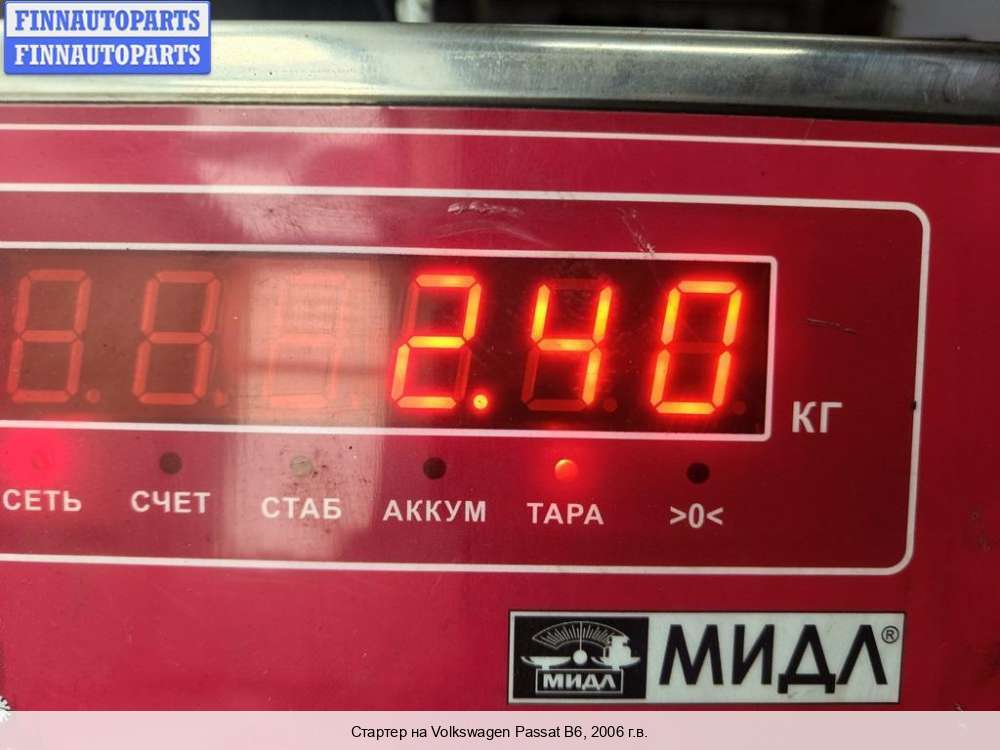 FINNAUTOPARTS
FINNAUTOPARTS
2.40
КГ
СЕТЬ СЧЕТ СТАБ АККУМ ТАРА >0<
МИДЛ МИДЛ®
Стартер на Volkswagen Passat B6, 2006 г.в.